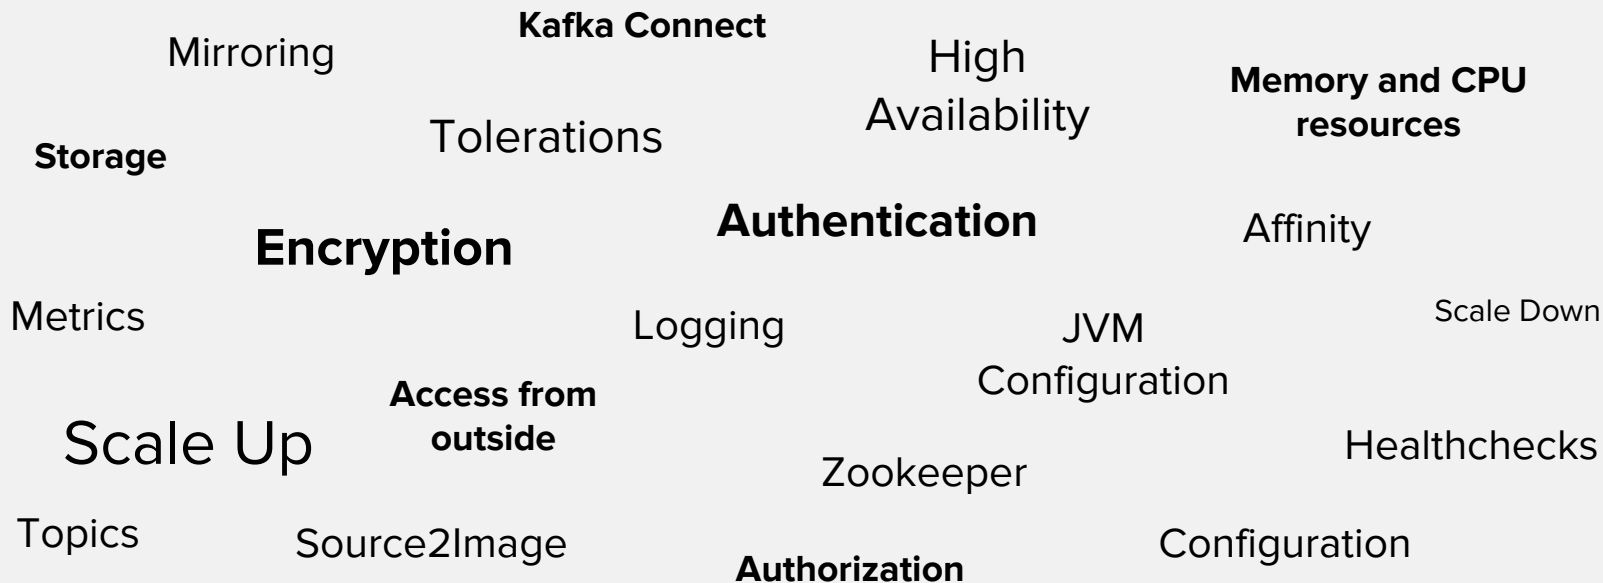 Kafka Connect
Mirroring
High
Availability
Memory and CPU
resources
Tolerations
Storage
Authentication
Affinity
Encryption
Metrics
Logging
JVM
Configuration
Scale Down
Access from
outside
Scale Up
Healthchecks
Zookeeper
Topics
Source2Image
Configuration
Authorization